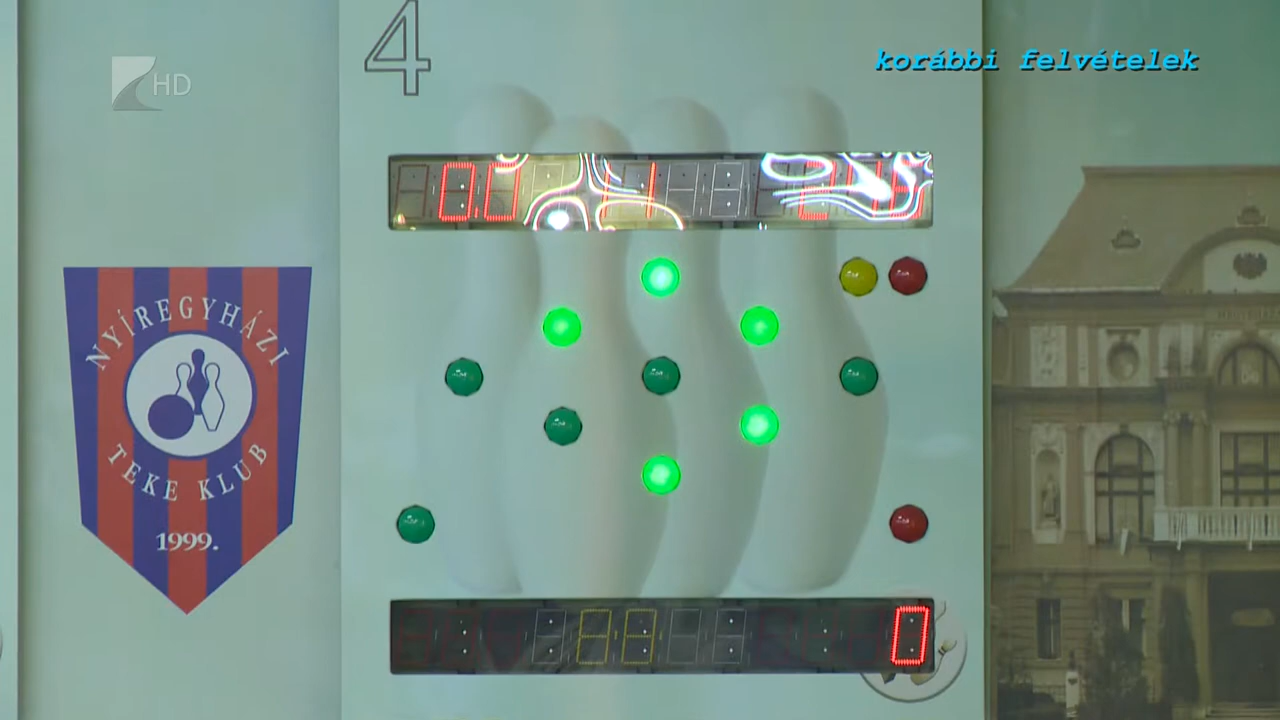 4
HD
korábbi felvételek
NYÍREGYHÁZI
TEKE KLUB
1999.
0